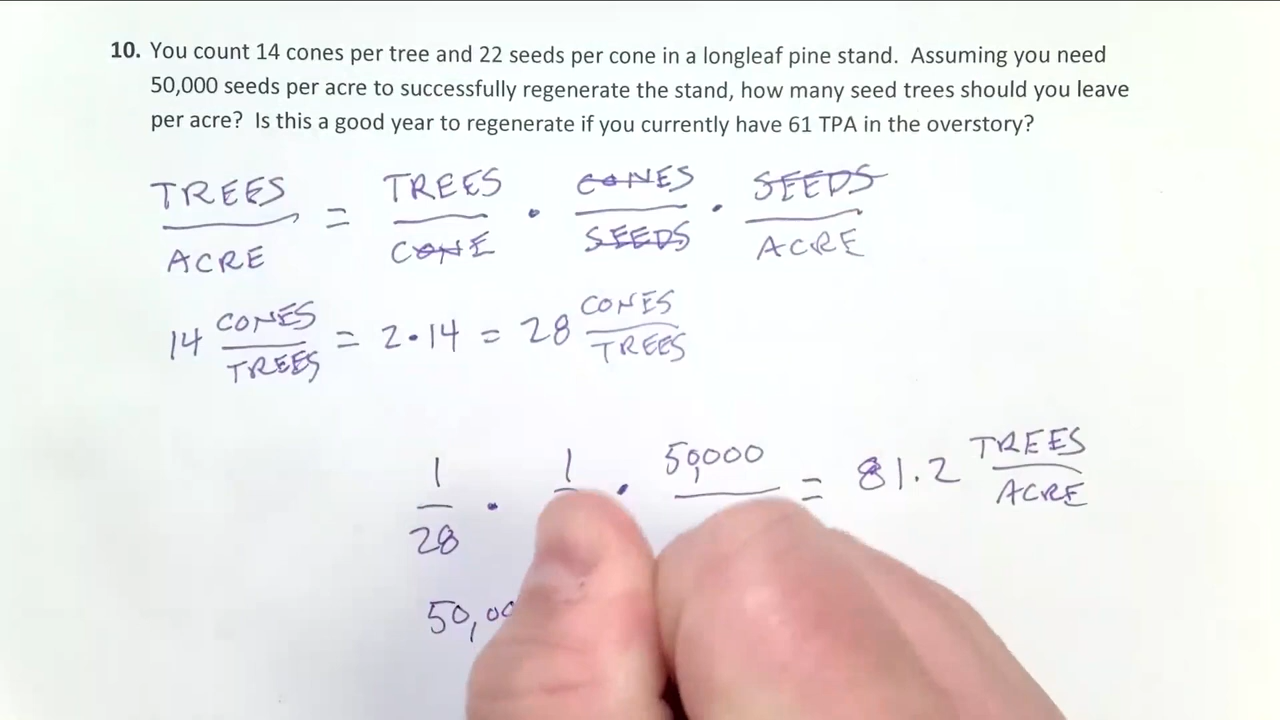 10. You count 14 cones per tree and 22 seeds per cone in a longleaf pine stand. Assuming you need
50,000 seeds per acre to successfully regenerate the stand, how many seed trees should you leave
per acre? Is this a good year to regenerate if you currently have 61 TPA in the overstory?
TREES = TREES · CONES · SEEDS
ACRE CONE SEEDS ACRE
14 CONES = 2·14 = 28 CONES
TREES TREES
1 · 1 · 50,000 = 81.2 TREES
28 ACRE